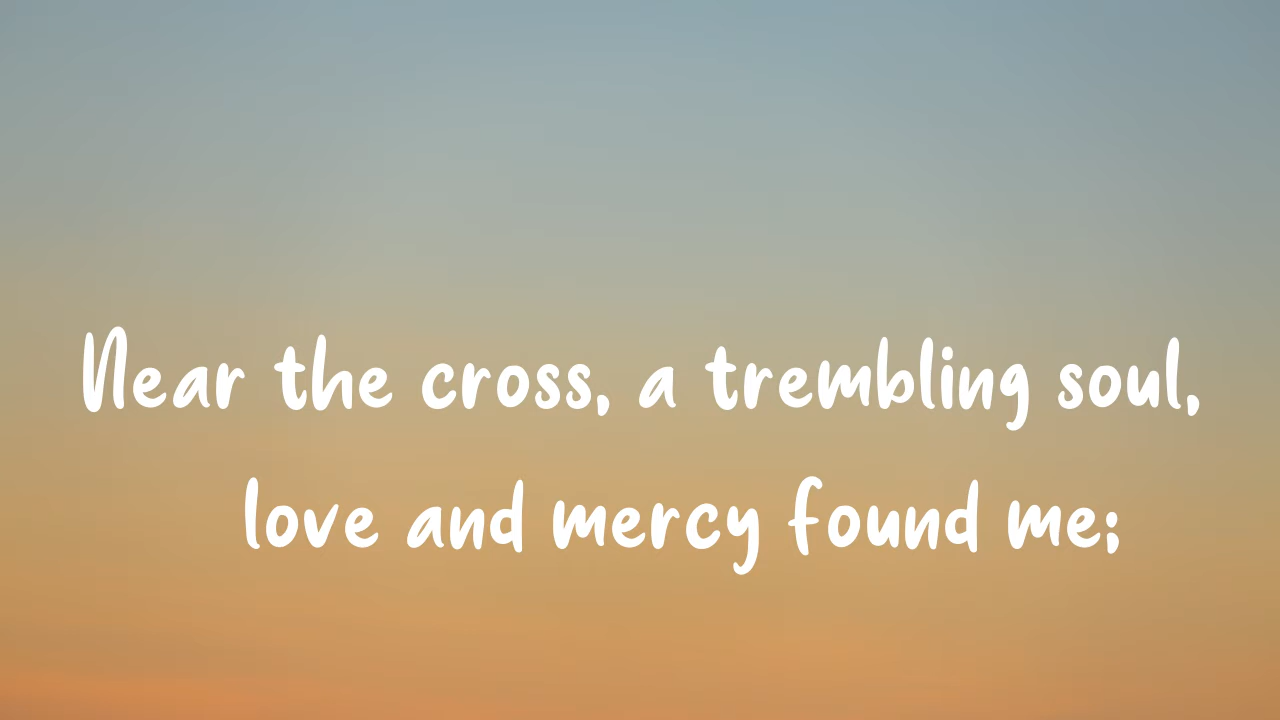 Near the cross, a trembling soul,
love and mercy found me;